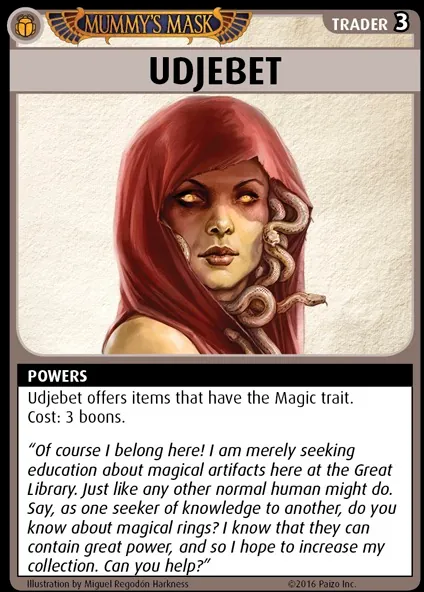 MUMMY'S MASK
TRADER 3
UDJEBET
POWERS
Udjebet offers items that have the Magic trait.
Cost: 3 boons.
“Of course I belong here! I am merely seeking
education about magical artifacts here at the Great
Library. Just like any other normal human might do.
Say, as one seeker of knowledge to another, do you
know about magical rings? I know that they can
contain great power, and so I hope to increase my
collection. Can you help?”
Illustration by Miguel Regodón Harkness ©2016 Paizo Inc.